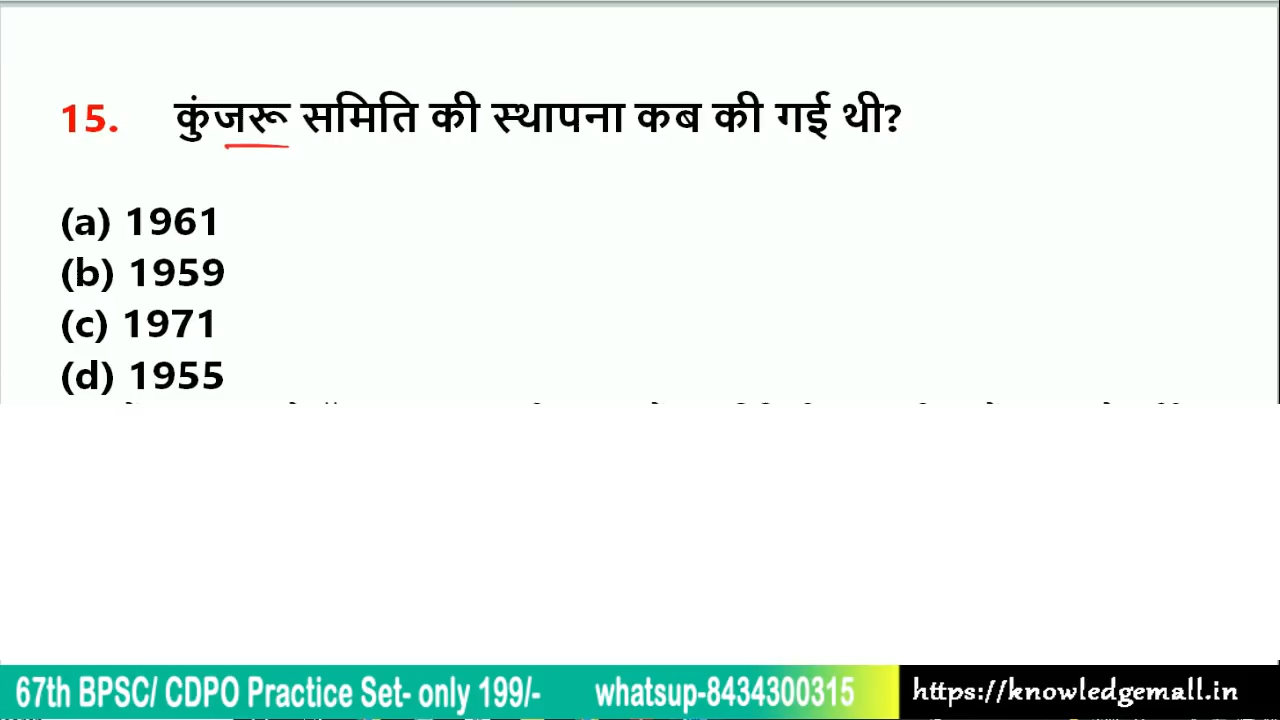 15. कुंजरू समिति की स्थापना कब की गई थी?
(a) 1961
(b) 1959
(c) 1971
(d) 1955
67th BPSC/ CDPO Practice Set- only 199/- whatsup-8434300315 https://knowledgemall.in